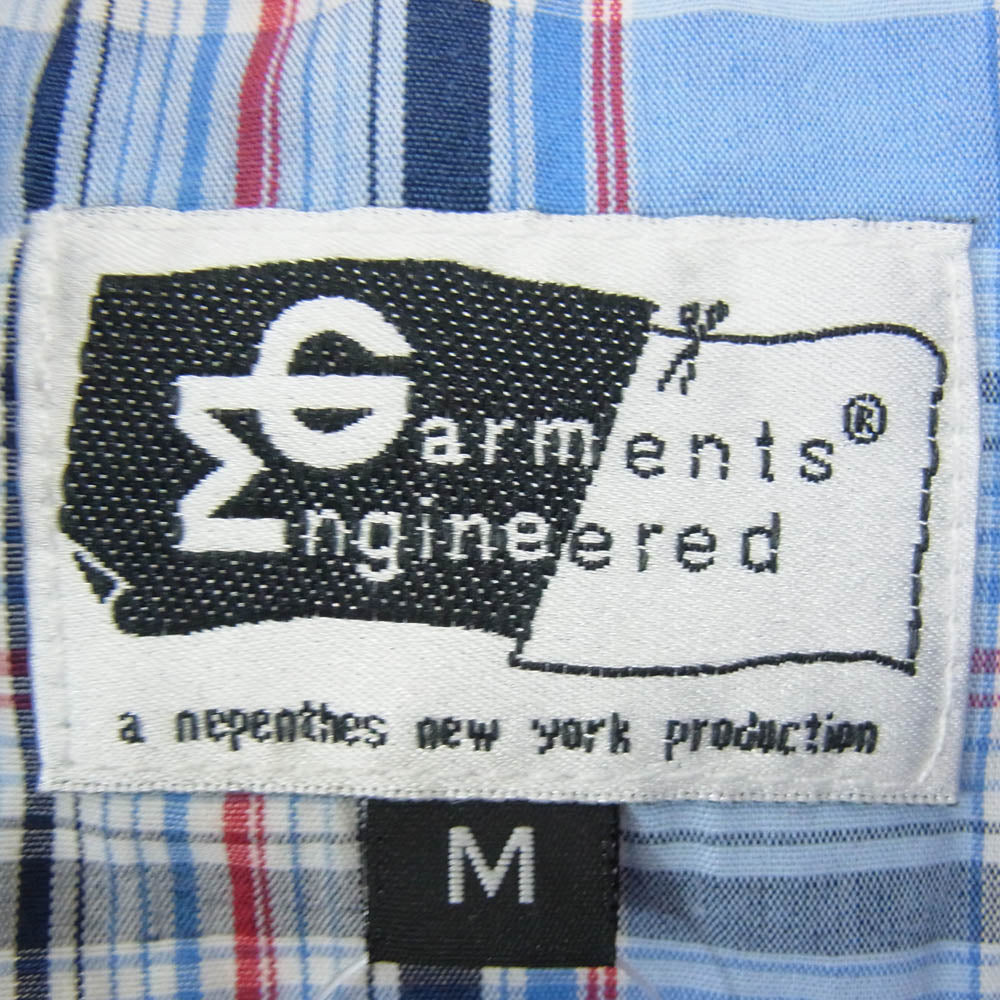 Garments®
Engineered
a nepenthes new york production
M